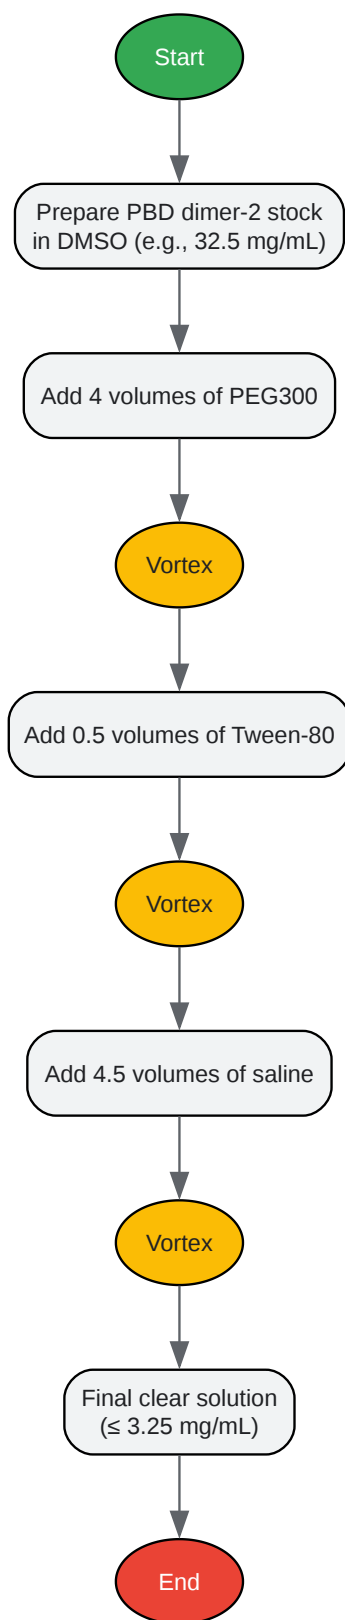 Start
Prepare PBD dimer-2 stock
in DMSO (e.g., 32.5 mg/mL)
Add 4 volumes of PEG300
Vortex
Add 0.5 volumes of Tween-80
Vortex
Add 4.5 volumes of saline
Vortex
Final clear solution
(≤ 3.25 mg/mL)
End